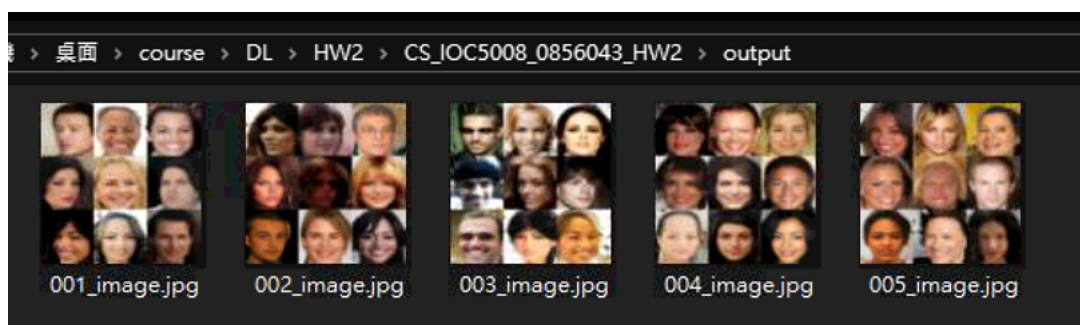 > 桌面 > course > DL > HW2 > CS_IOC5008_0856043_HW2 > output
001_image.jpg 002_image.jpg 003_image.jpg 004_image.jpg 005_image.jpg